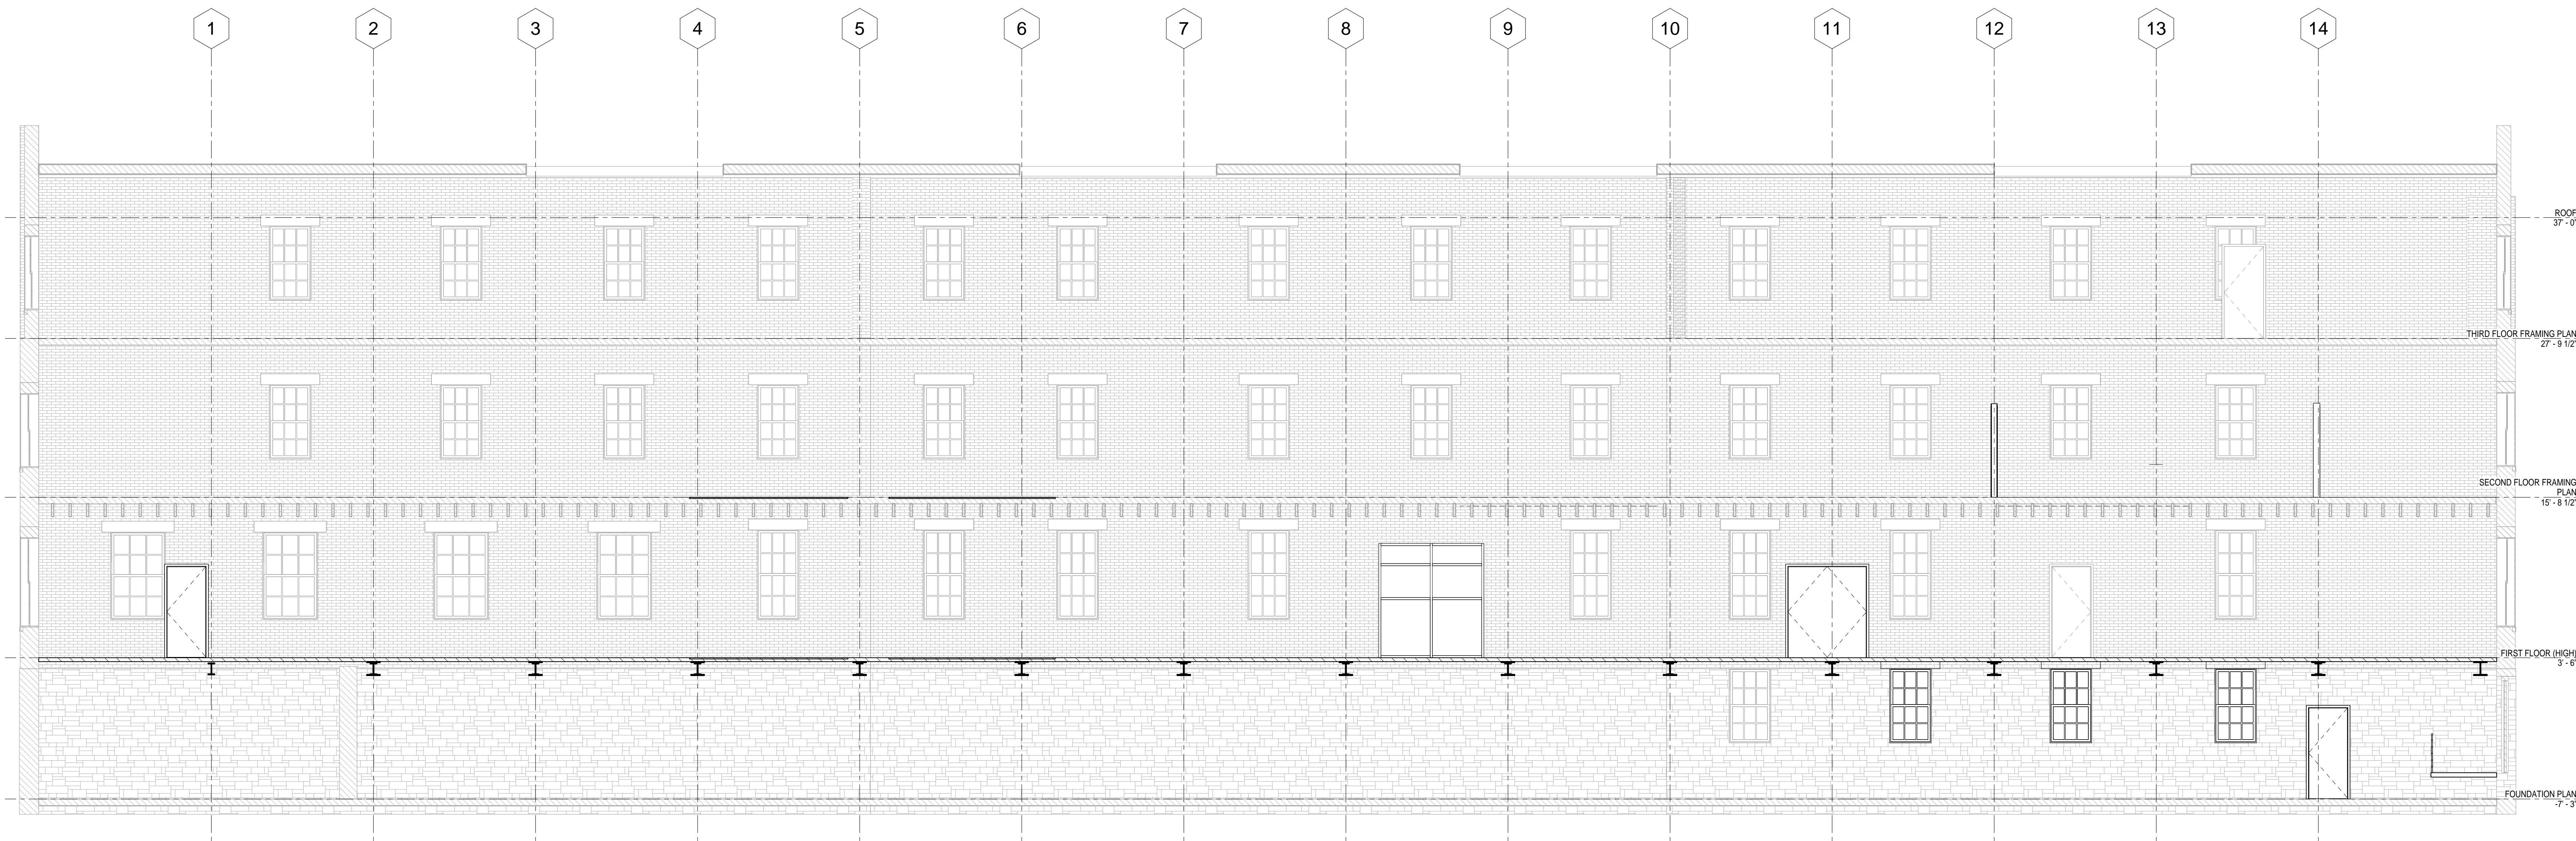 1 2 3 4 5 6 7 8 9 10 11 12 13 14
ROOF
37' - 0"
THIRD FLOOR FRAMING PLAN
27' - 9 1/2"
SECOND FLOOR FRAMING
PLAN
15' - 8 1/2"
FIRST FLOOR (HIGH)
3' - 6"
FOUNDATION PLAN
-7' - 3"